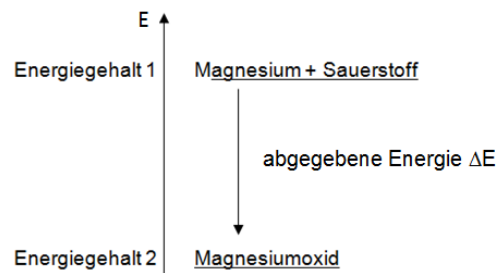 E
Energiegehalt 1 Magnesium + Sauerstoff
abgegebene Energie ΔE
Energiegehalt 2 Magnesiumoxid